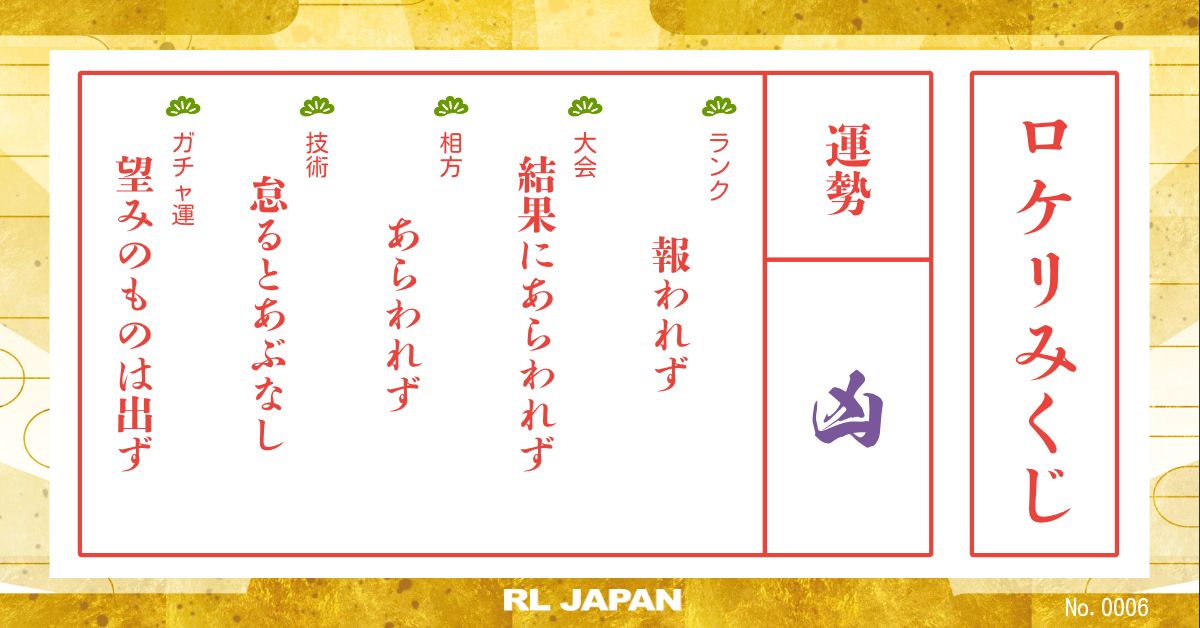 ロケリみくじ
運勢
凶
ランク
報われず
大会
結果にあらわれず
相方
あらわれず
技術
怠るとあぶなし
ガチャ運
望みのものは出ず
RL JAPAN
No. 0006